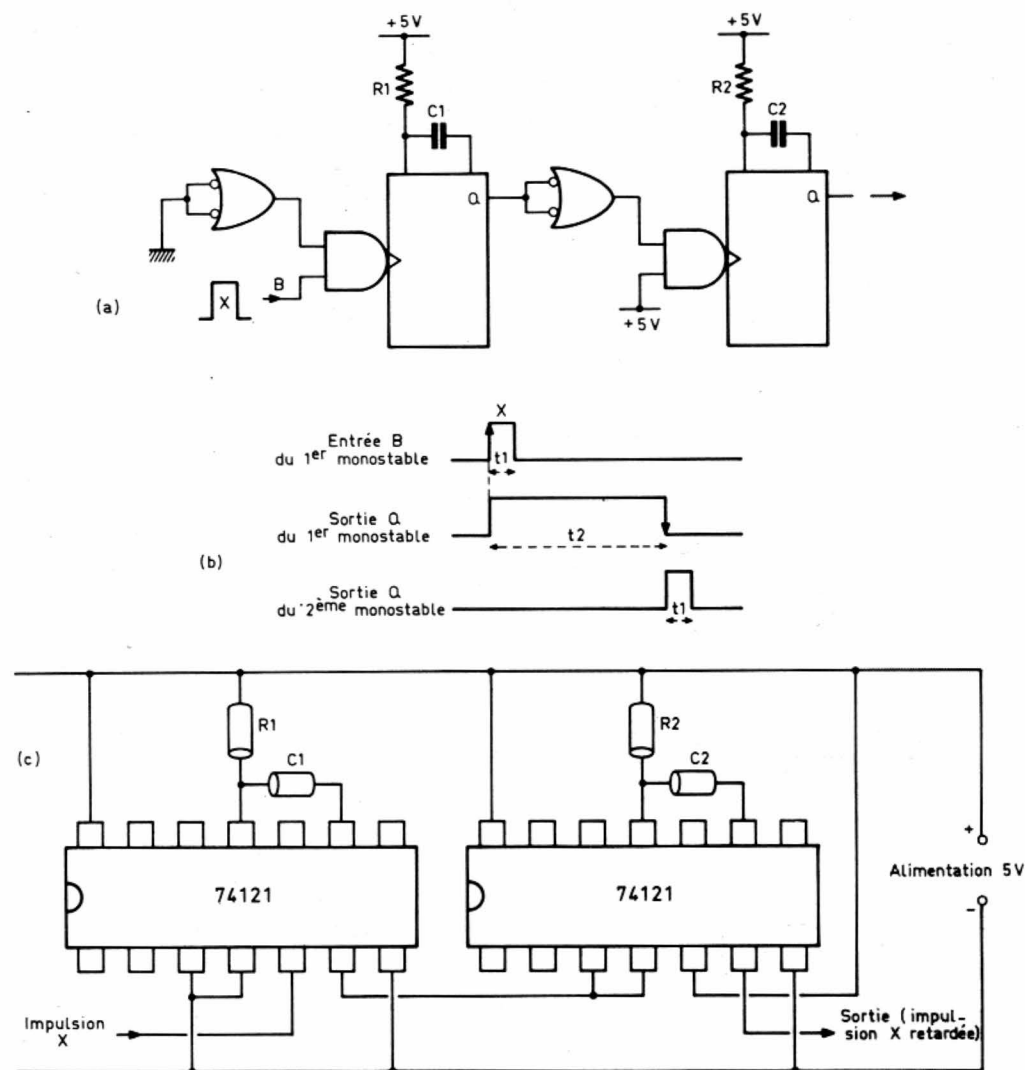 +5V
+5V
R1
R2
C1
C2
Q
Q
B
X
(a)
+5V
X
Entrée B
du 1er monostable
t1
Sortie Q
du 1er monostable
t2
(b)
Sortie Q
du 2ème monostable
t1
R1
R2
(c)
C1
C2
+
Alimentation 5V
74121
74121
-
Impulsion
X
Sortie (impul-
sion X retardée)